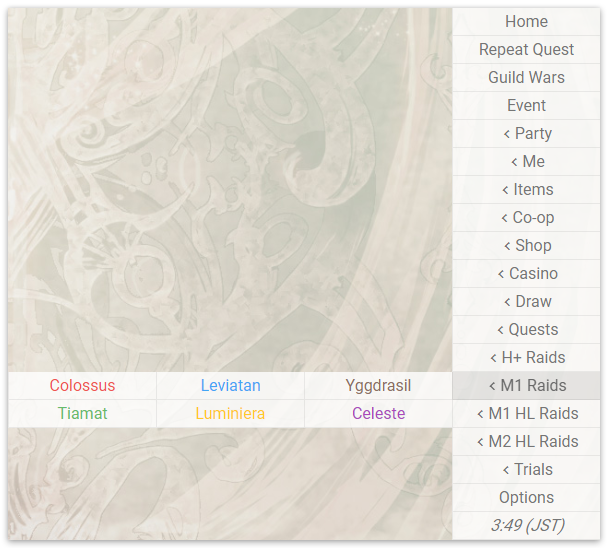 Home
Repeat Quest
Guild Wars
Event
< Party
< Me
< Items
< Co-op
< Shop
< Casino
< Draw
< Quests
< H+ Raids
Colossus Leviatan Yggdrasil < M1 Raids
Tiamat Luminiera Celeste < M1 HL Raids
< M2 HL Raids
< Trials
Options
3:49 (JST)